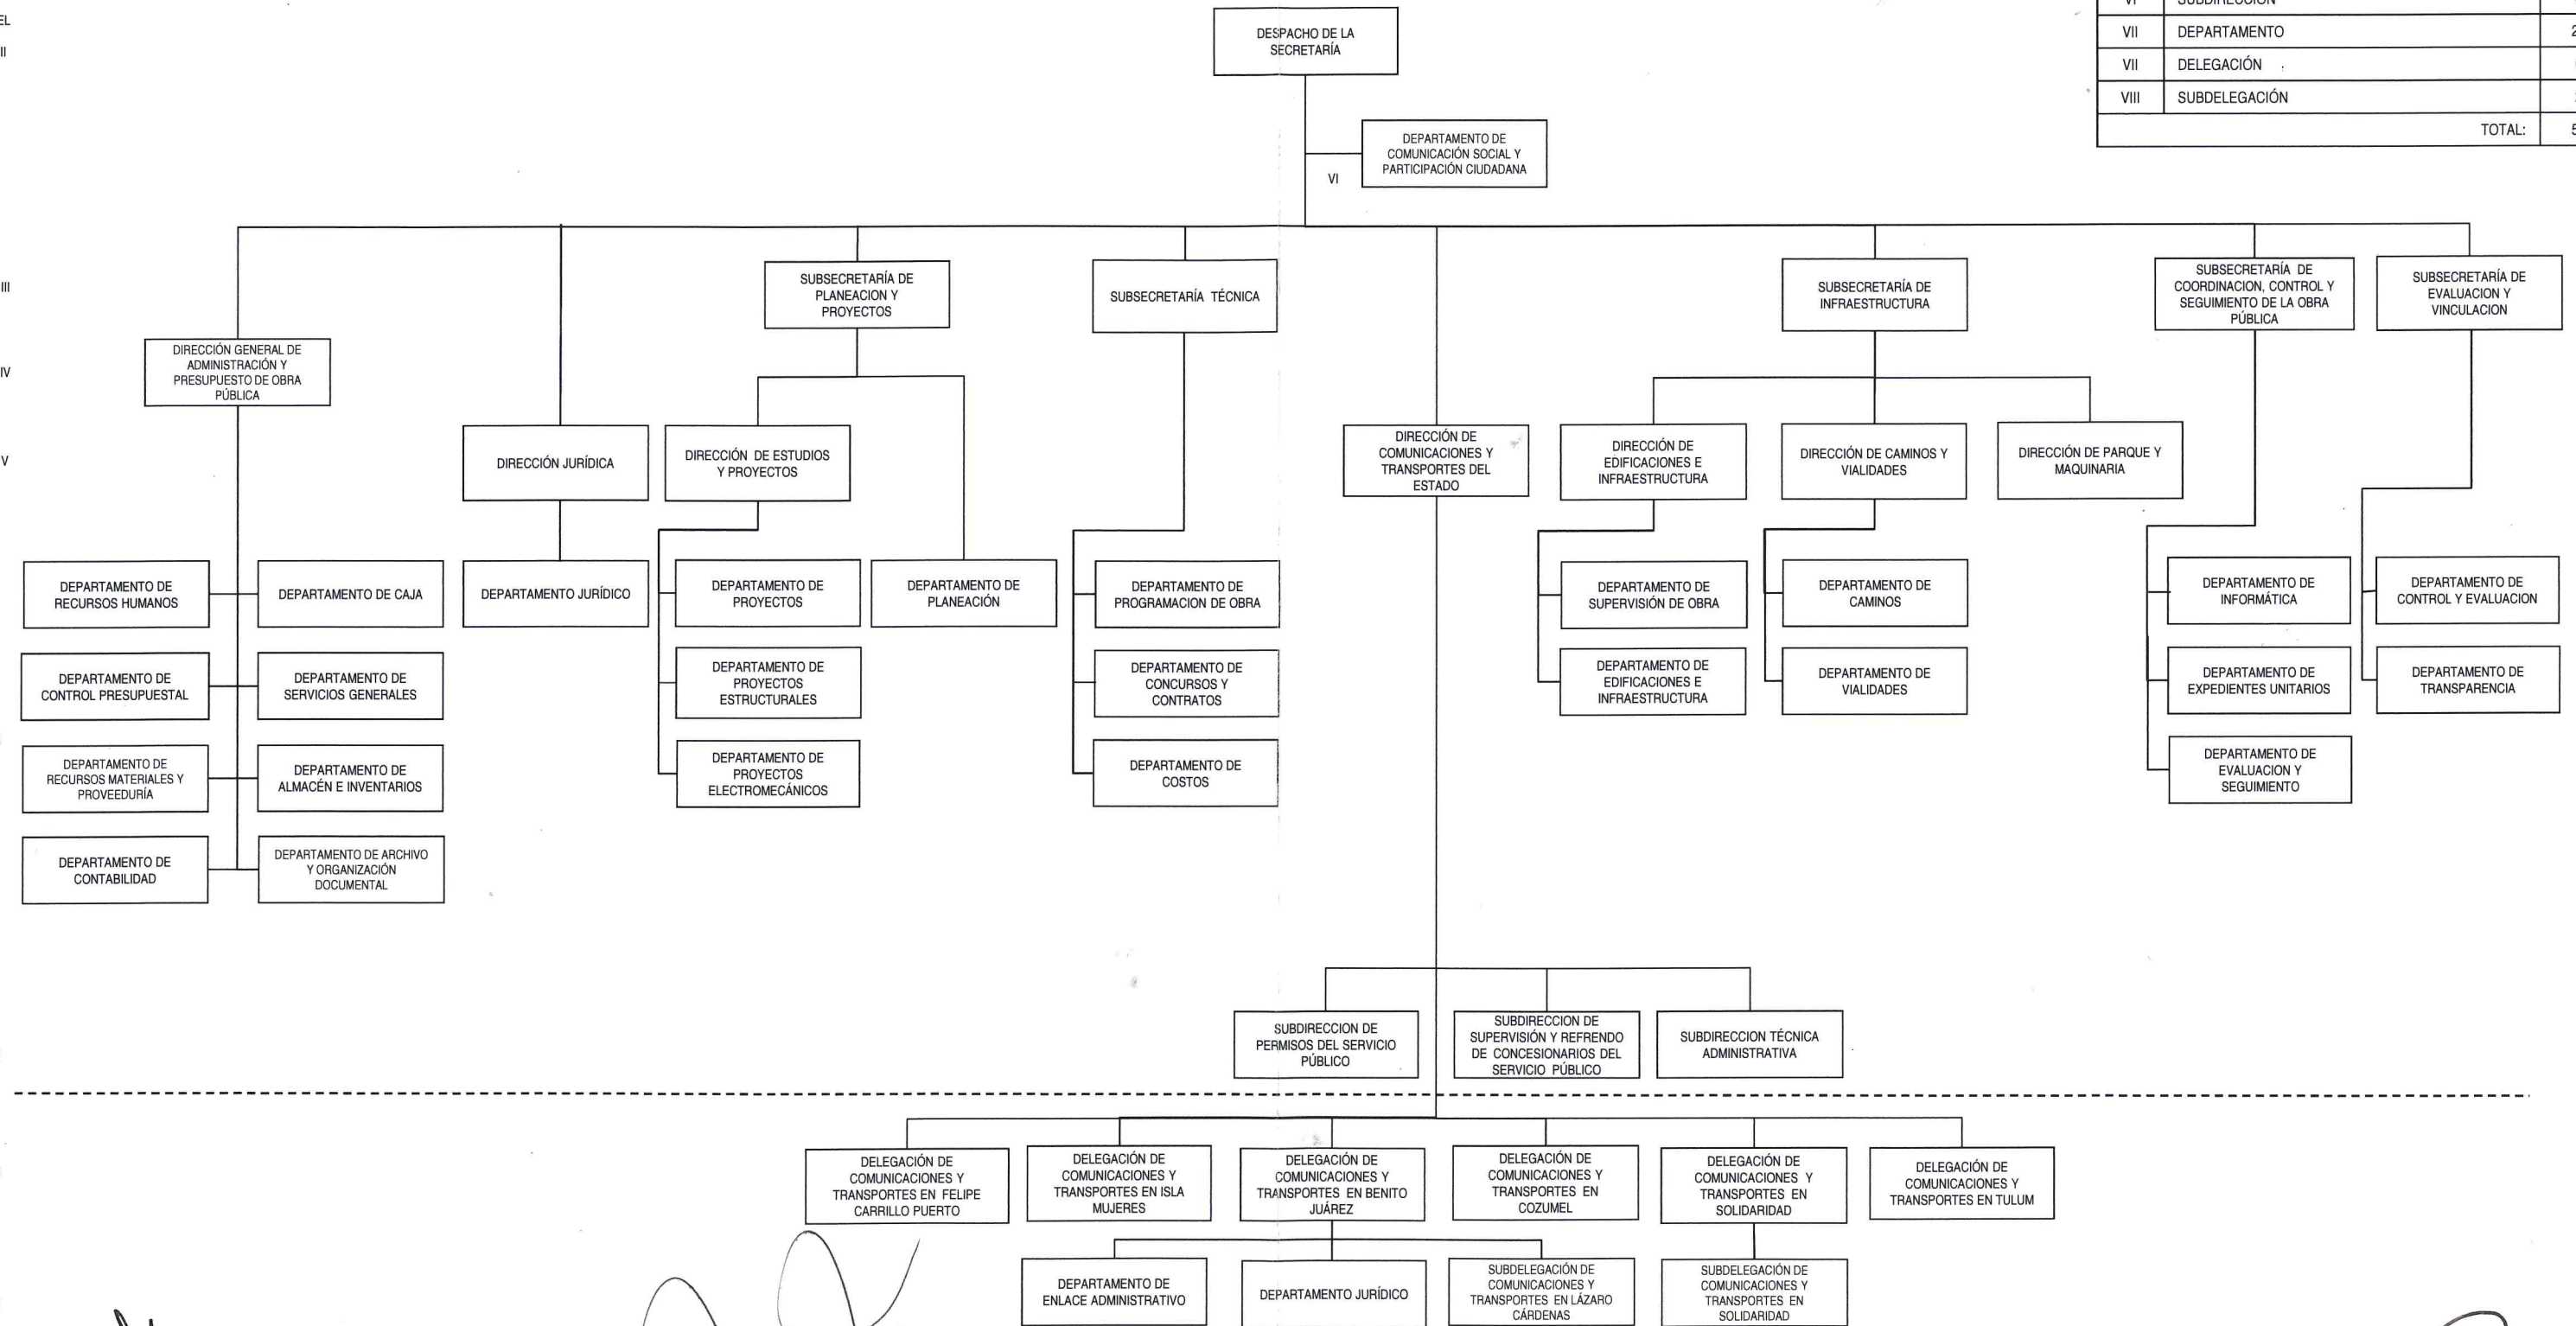 II
DESPACHO DE LA
SECRETARÍA
VII
DEPARTAMENTO
VII
DELEGACIÓN
VIII
SUBDELEGACIÓN
TOTAL:
DEPARTAMENTO DE
COMUNICACIÓN SOCIAL Y
PARTICIPACIÓN CIUDADANA
VI
III
SUBSECRETARÍA DE
PLANEACION Y
PROYECTOS
SUBSECRETARÍA TÉCNICA
SUBSECRETARÍA DE
INFRAESTRUCTURA
SUBSECRETARÍA DE
COORDINACION, CONTROL Y
SEGUIMIENTO DE LA OBRA
PÚBLICA
SUBSECRETARÍA DE
EVALUACION Y
VINCULACION
IV
DIRECCIÓN GENERAL DE
ADMINISTRACIÓN Y
PRESUPUESTO DE OBRA
PÚBLICA
V
DIRECCIÓN JURÍDICA
DIRECCIÓN DE ESTUDIOS
Y PROYECTOS
DIRECCIÓN DE
COMUNICACIONES Y
TRANSPORTES DEL
ESTADO
DIRECCIÓN DE
EDIFICACIONES E
INFRAESTRUCTURA
DIRECCIÓN DE CAMINOS Y
VIALIDADES
DIRECCIÓN DE PARQUE Y
MAQUINARIA
DEPARTAMENTO DE
RECURSOS HUMANOS
DEPARTAMENTO DE CAJA
DEPARTAMENTO JURÍDICO
DEPARTAMENTO DE
PROYECTOS
DEPARTAMENTO DE
PLANEACIÓN
DEPARTAMENTO DE
PROGRAMACION DE OBRA
DEPARTAMENTO DE
SUPERVISIÓN DE OBRA
DEPARTAMENTO DE
CAMINOS
DEPARTAMENTO DE
INFORMÁTICA
DEPARTAMENTO DE
CONTROL Y EVALUACION
DEPARTAMENTO DE
CONTROL PRESUPUESTAL
DEPARTAMENTO DE
SERVICIOS GENERALES
DEPARTAMENTO DE
PROYECTOS
ESTRUCTURALES
DEPARTAMENTO DE
CONCURSOS Y
CONTRATOS
DEPARTAMENTO DE
EDIFICACIONES E
INFRAESTRUCTURA
DEPARTAMENTO DE
VIALIDADES
DEPARTAMENTO DE
EXPEDIENTES UNITARIOS
DEPARTAMENTO DE
TRANSPARENCIA
DEPARTAMENTO DE
RECURSOS MATERIALES Y
PROVEEDURÍA
DEPARTAMENTO DE
ALMACÉN E INVENTARIOS
DEPARTAMENTO DE
PROYECTOS
ELECTROMECÁNICOS
DEPARTAMENTO DE
COSTOS
DEPARTAMENTO DE
EVALUACION Y
SEGUIMIENTO
DEPARTAMENTO DE
CONTABILIDAD
DEPARTAMENTO DE ARCHIVO
Y ORGANIZACIÓN
DOCUMENTAL
SUBDIRECCION DE
PERMISOS DEL SERVICIO
PÚBLICO
SUBDIRECCION DE
SUPERVISIÓN Y REFRENDO
DE CONCESIONARIOS DEL
SERVICIO PÚBLICO
SUBDIRECCION TÉCNICA
ADMINISTRATIVA
DELEGACIÓN DE
COMUNICACIONES Y
TRANSPORTES EN FELIPE
CARRILLO PUERTO
DELEGACIÓN DE
COMUNICACIONES Y
TRANSPORTES EN ISLA
MUJERES
DELEGACIÓN DE
COMUNICACIONES Y
TRANSPORTES EN BENITO
JUÁREZ
DELEGACIÓN DE
COMUNICACIONES Y
TRANSPORTES EN
COZUMEL
DELEGACIÓN DE
COMUNICACIONES Y
TRANSPORTES EN
SOLIDARIDAD
DELEGACIÓN DE
COMUNICACIONES Y
TRANSPORTES EN TULUM
DEPARTAMENTO DE
ENLACE ADMINISTRATIVO
DEPARTAMENTO JURÍDICO
SUBDELEGACIÓN DE
COMUNICACIONES Y
TRANSPORTES EN LÁZARO
CÁRDENAS
SUBDELEGACIÓN DE
COMUNICACIONES Y
TRANSPORTES EN
SOLIDARIDAD